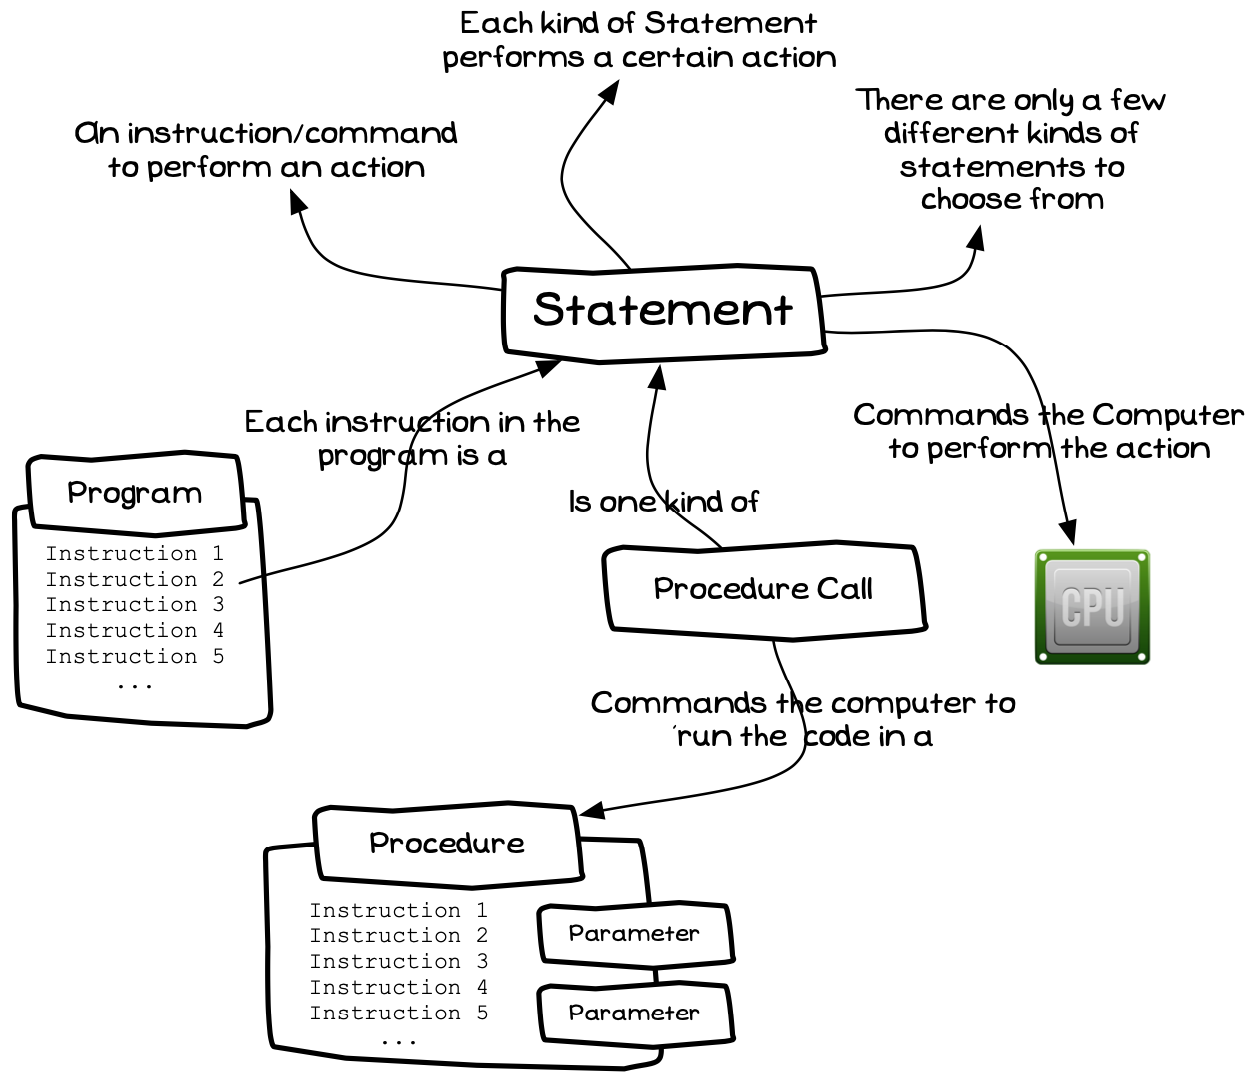 Each kind of Statement
performs a certain action
There are only a few
different kinds of
statements to
choose from
An instruction/command
to perform an action
Statement
Commands the Computer
to perform the action
Each instruction in the
program is a
Program
Instruction 1
Instruction 2
Instruction 3
Instruction 4
Instruction 5
...
Is one kind of
Procedure Call
CPU
Commands the computer to
'run the code in a
Procedure
Instruction 1
Instruction 2
Instruction 3
Instruction 4
Instruction 5
...
Parameter
Parameter